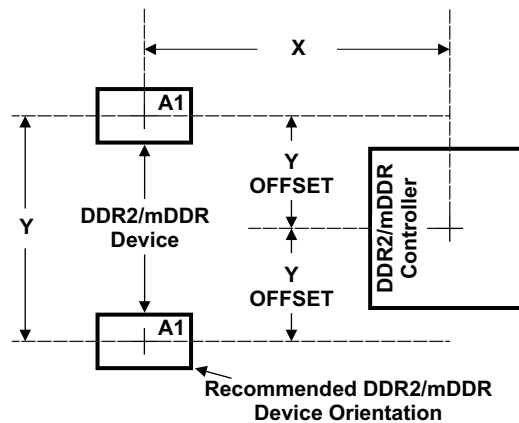 X
A1
Y
OFFSET
Y
DDR2/mDDR
Device
DDR2/mDDR
Controller
Y
OFFSET
A1
Recommended DDR2/mDDR
Device Orientation